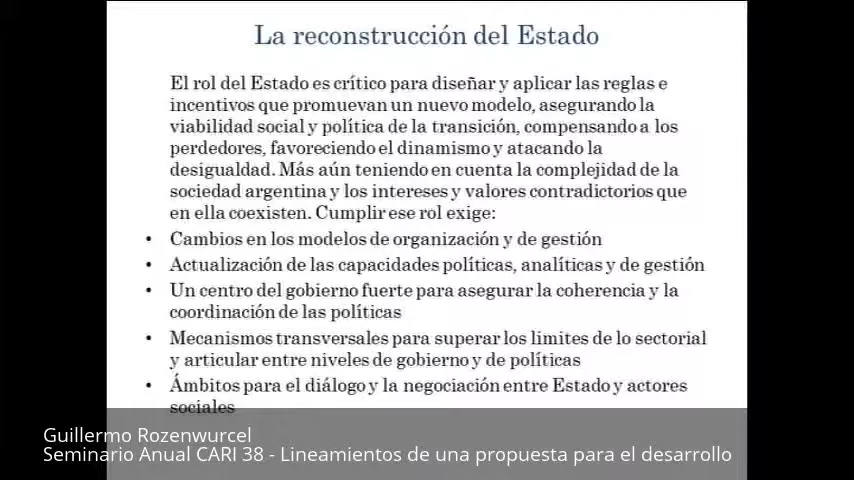 La reconstrucción del Estado
El rol del Estado es crítico para diseñar y aplicar las reglas e
incentivos que promuevan un nuevo modelo, asegurando la
viabilidad social y política de la transición, compensando a los
perdedores, favoreciendo el dinamismo y atacando la
desigualdad. Más aún teniendo en cuenta la complejidad de la
sociedad argentina y los intereses y valores contradictorios que
en ella coexisten. Cumplir ese rol exige:
• Cambios en los modelos de organización y de gestión
• Actualización de las capacidades políticas, analíticas y de gestión
• Un centro del gobierno fuerte para asegurar la coherencia y la
coordinación de las políticas
• Mecanismos transversales para superar los limites de lo sectorial
y articular entre niveles de gobierno y de políticas
• Ámbitos para el diálogo y la negociación entre Estado y actores
sociales
Guillermo Rozenwurcel
Seminario Anual CARI 38 - Lineamientos de una propuesta para el desarrollo